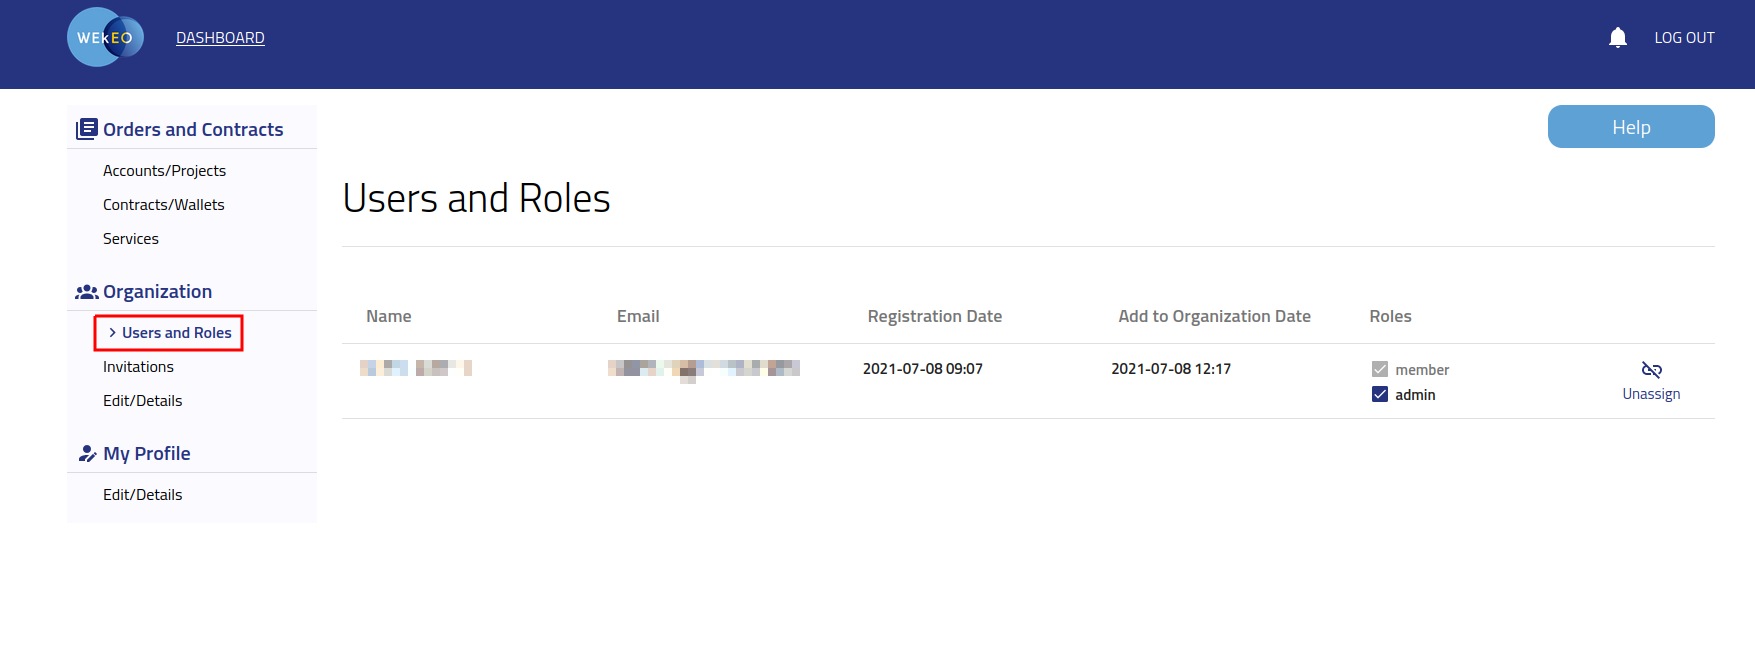 WEkEO
DASHBOARD
LOG OUT
Orders and Contracts
Accounts/Projects
Contracts/Wallets
Services
Organization
Users and Roles
Invitations
Edit/Details
My Profile
Edit/Details
Help
Users and Roles
Name Email Registration Date Add to Organization Date Roles
2021-07-08 09:07 2021-07-08 12:17 member
admin
Unassign